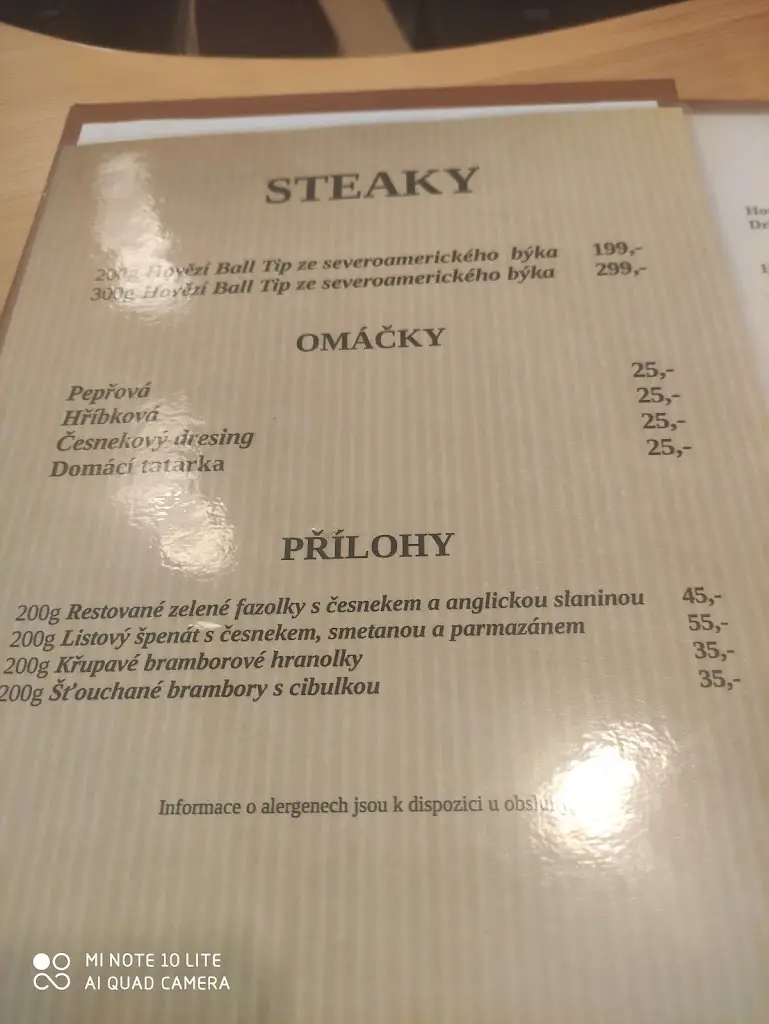 STEAKY
200g Hovězí Ball Tip ze severoamerického býka 199,-
300g Hovězí Ball Tip ze severoamerického býka 299,-
OMÁČKY
Pepřová 25,-
Hříbková 25,-
Česnekový dresing 25,-
Domácí tatarka 25,-
PŘÍLOHY
200g Restované zelené fazolky s česnekem a anglickou slaninou 45,-
200g Listový špenát s česnekem, smetanou a parmazánem 55,-
200g Křupavé bramborové hranolky 35,-
200g Šťouchané brambory s cibulkou 35,-
Informace o alergenech jsou k dispozici u
MI NOTE 10 LITE
AI QUAD CAMERA